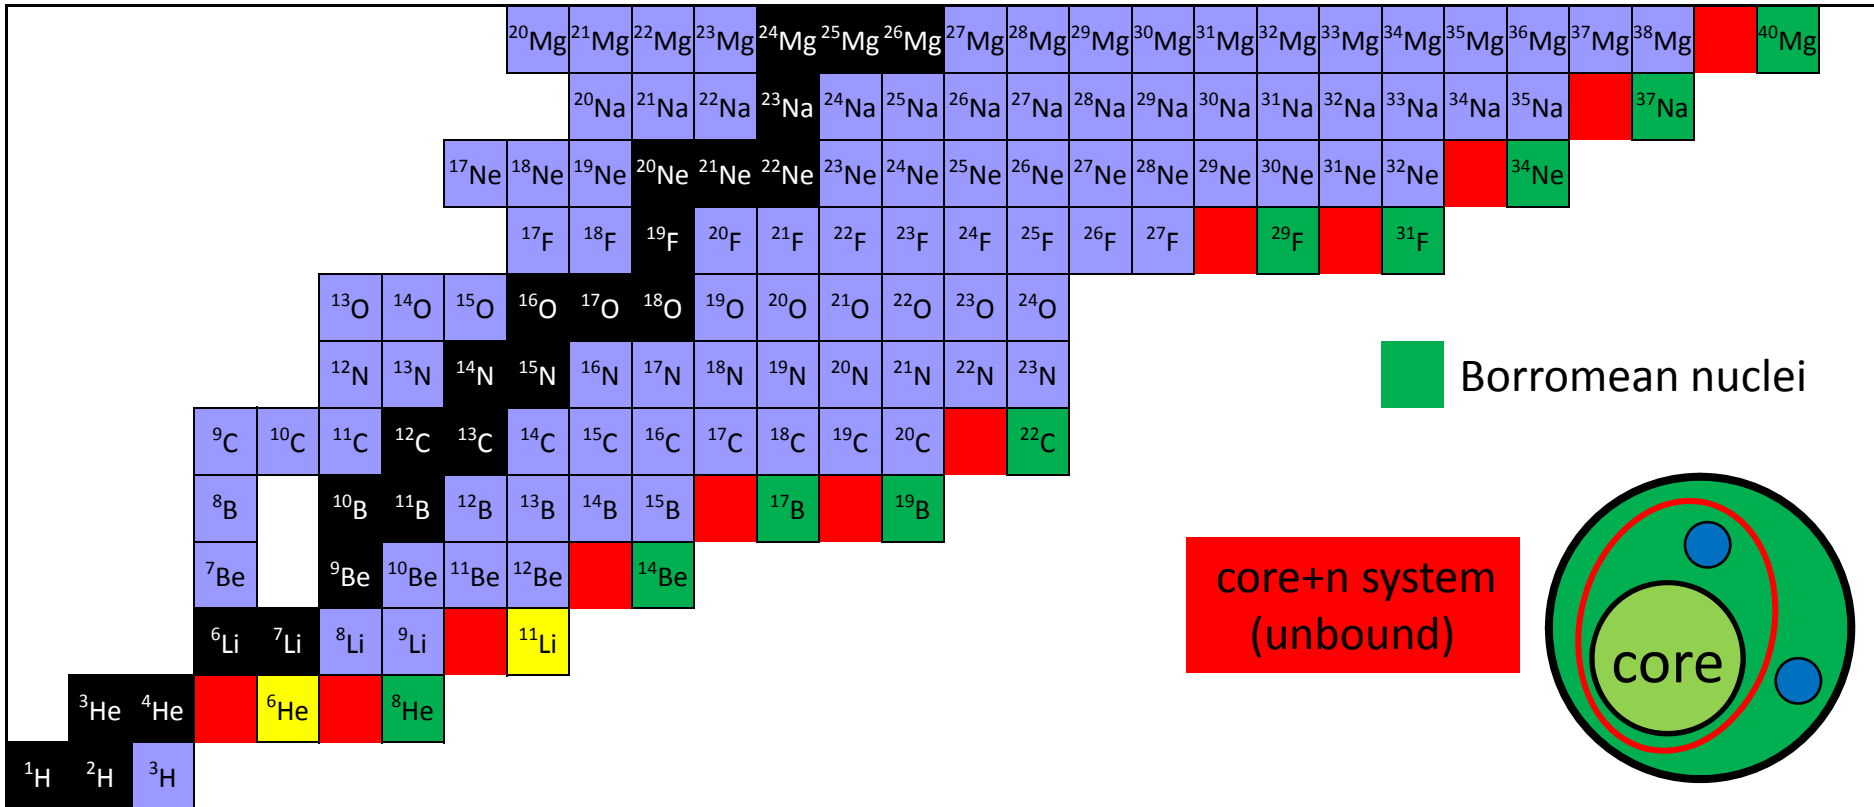 ²⁰Mg ²¹Mg ²²Mg ²³Mg ²⁴Mg ²⁵Mg ²⁶Mg ²⁷Mg ²⁸Mg ²⁹Mg ³⁰Mg ³¹Mg ³²Mg ³³Mg ³⁴Mg ³⁵Mg ³⁶Mg ³⁷Mg ³⁸Mg ⁴⁰Mg
²⁰Na ²¹Na ²²Na ²³Na ²⁴Na ²⁵Na ²⁶Na ²⁷Na ²⁸Na ²⁹Na ³⁰Na ³¹Na ³²Na ³³Na ³⁴Na ³⁵Na ³⁷Na
¹⁷Ne ¹⁸Ne ¹⁹Ne ²⁰Ne ²¹Ne ²²Ne ²³Ne ²⁴Ne ²⁵Ne ²⁶Ne ²⁷Ne ²⁸Ne ²⁹Ne ³⁰Ne ³¹Ne ³²Ne ³⁴Ne
¹⁷F ¹⁸F ¹⁹F ²⁰F ²¹F ²²F ²³F ²⁴F ²⁵F ²⁶F ²⁷F ²⁹F ³¹F
¹³O ¹⁴O ¹⁵O ¹⁶O ¹⁷O ¹⁸O ¹⁹O ²⁰O ²¹O ²²O ²³O ²⁴O
¹²N ¹³N ¹⁴N ¹⁵N ¹⁶N ¹⁷N ¹⁸N ¹⁹N ²⁰N ²¹N ²²N ²³N
⁹C ¹⁰C ¹¹C ¹²C ¹³C ¹⁴C ¹⁵C ¹⁶C ¹⁷C ¹⁸C ¹⁹C ²⁰C ²²C
⁸B ¹⁰B ¹¹B ¹²B ¹³B ¹⁴B ¹⁵B ¹⁷B ¹⁹B
⁷Be ⁹Be ¹⁰Be ¹¹Be ¹²Be ¹⁴Be
⁶Li ⁷Li ⁸Li ⁹Li ¹¹Li
³He ⁴He ⁶He ⁸He
¹H ²H ³H
Borromean nuclei
core+n system
(unbound)
core